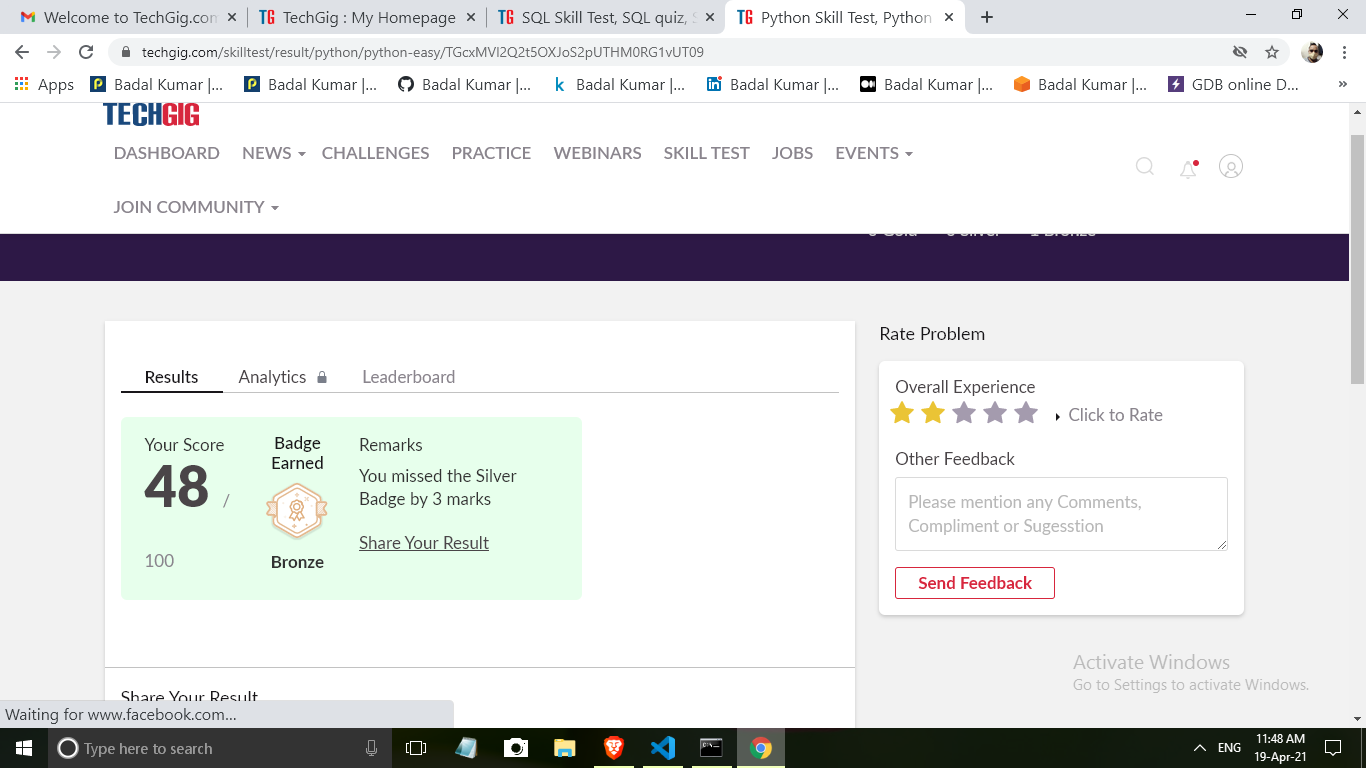 Welcome to TechGig.con
TechGig : My Homepage
SQL Skill Test, SQL quiz, S
Python Skill Test, Python
techgig.com/skilltest/result/python/python-easy/TGcxMVI2Q2t5OXJoS2pUTHM0RG1vUT09
Apps
Badal Kumar |...
Badal Kumar |...
Badal Kumar |...
Badal Kumar |...
Badal Kumar |...
Badal Kumar |...
Badal Kumar |...
GDB online D...
»
TECHGIG
DASHBOARD NEWS CHALLENGES PRACTICE WEBINARS SKILL TEST JOBS EVENTS
JOIN COMMUNITY
Results Analytics Leaderboard
Your Score
48 /
100
Badge
Earned
Bronze
Remarks
You missed the Silver
Badge by 3 marks
Share Your Result
Share Your Result
Rate Problem
Overall Experience
Click to Rate
Other Feedback
Please mention any Comments,
Compliment or Sugesstion
Send Feedback
Activate Windows
Go to Settings to activate Windows.
Waiting for www.facebook.com...
Type here to search
ENG
11:48 AM
19-Apr-21